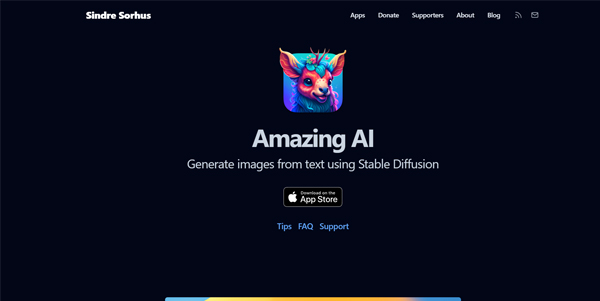 Sindre Sorhus
Apps Donate Supporters About Blog
Amazing AI
Generate images from text using Stable Diffusion
Download on the
App Store
Tips FAQ Support